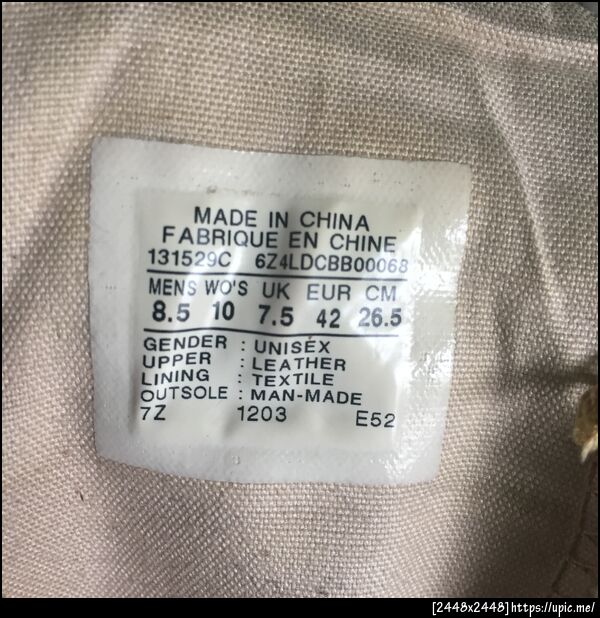 MADE IN CHINA
FABRIQUE EN CHINE
131529C 6Z4LDCBB00068
MENS WO'S UK EUR CM
8.5 10 7.5 42 26.5
GENDER : UNISEX
UPPER : LEATHER
LINING : TEXTILE
OUTSOLE : MAN-MADE
7Z 1203 E52
[2448x2448]https://upic.me/